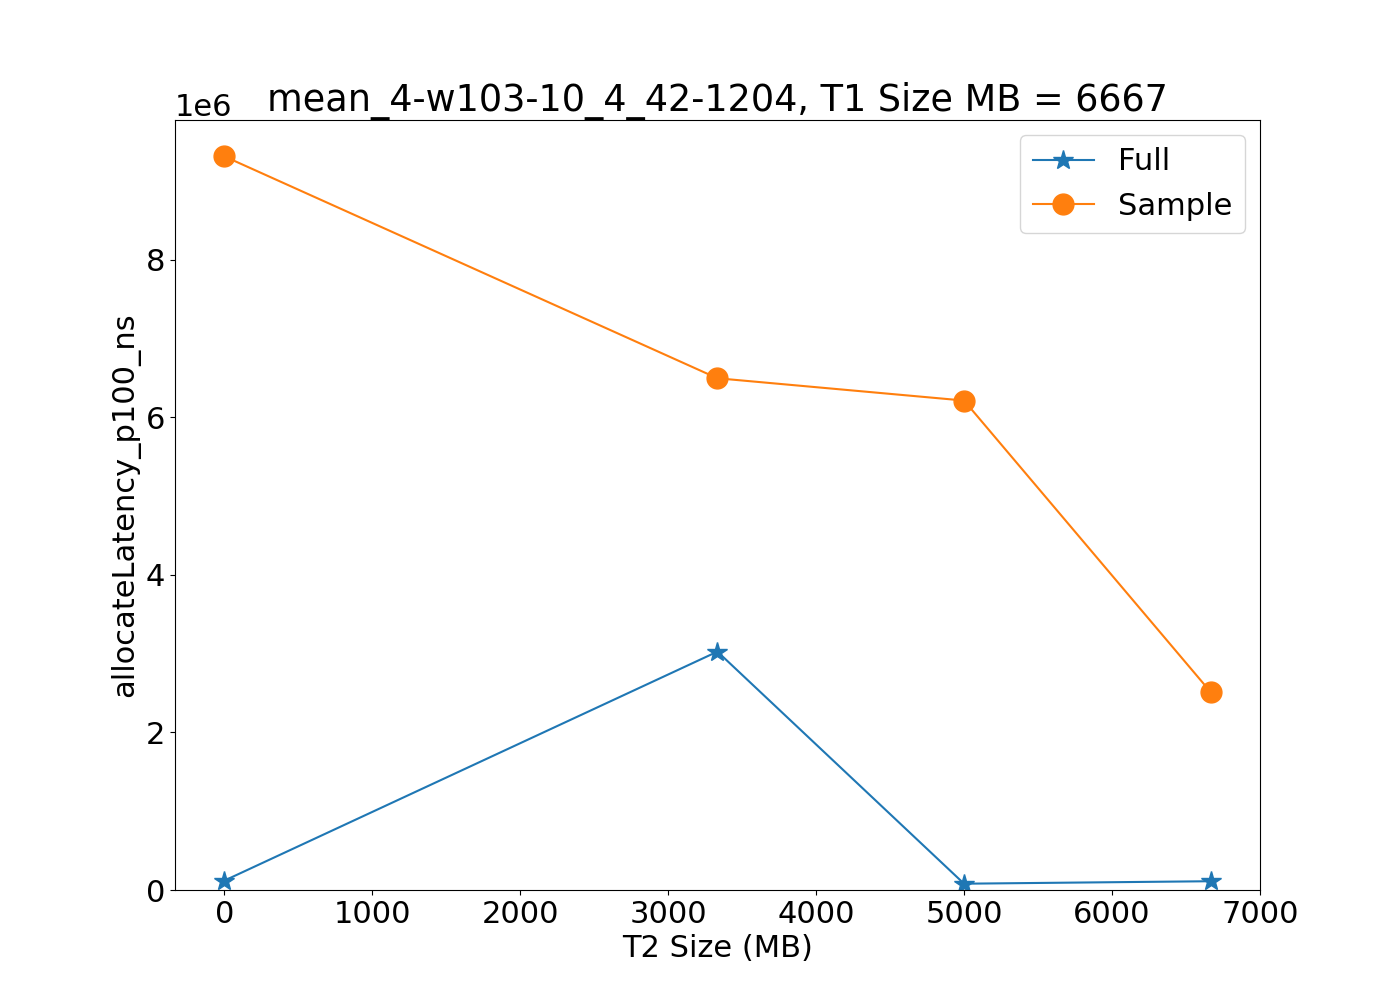 1e6
mean_4-w103-10_4_42-1204, T1 Size MB = 6667
Full
Sample
allocateLatency_p100_ns
8
6
4
2
0
0 1000 2000 3000 4000 5000 6000 7000
T2 Size (MB)